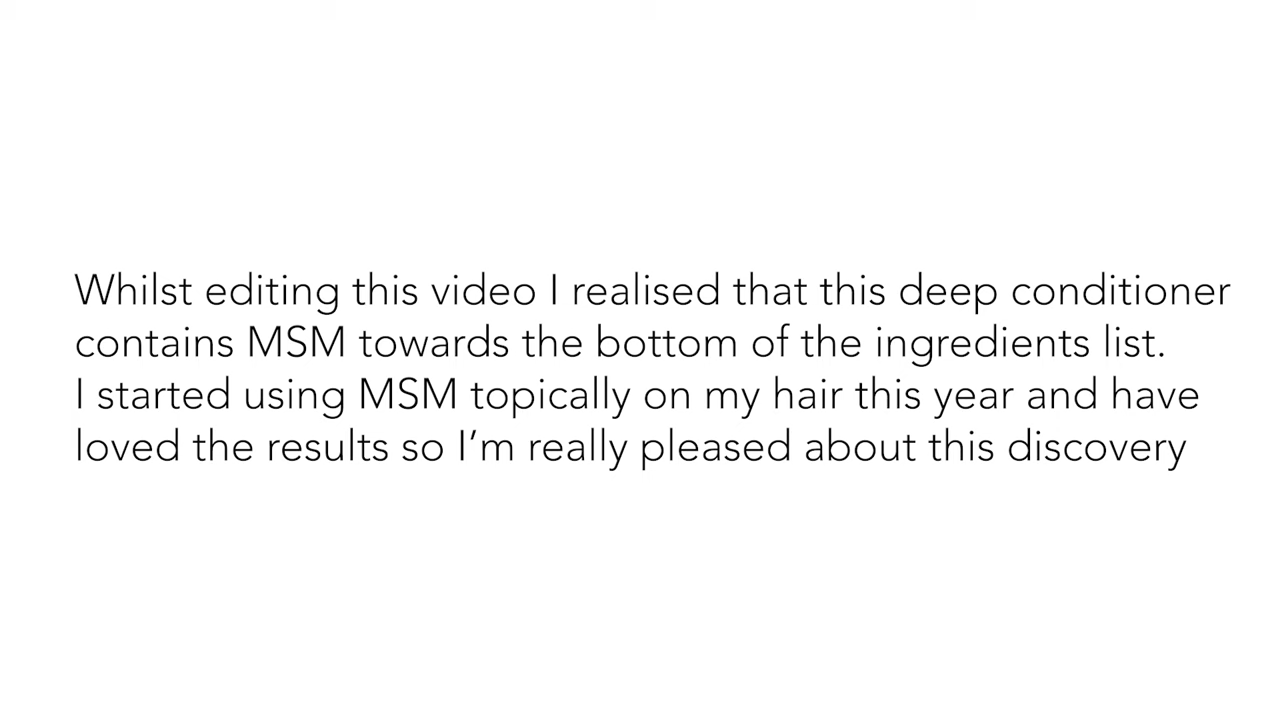 Whilst editing this video I realised that this deep conditioner
contains MSM towards the bottom of the ingredients list.
I started using MSM topically on my hair this year and have
loved the results so I’m really pleased about this discovery